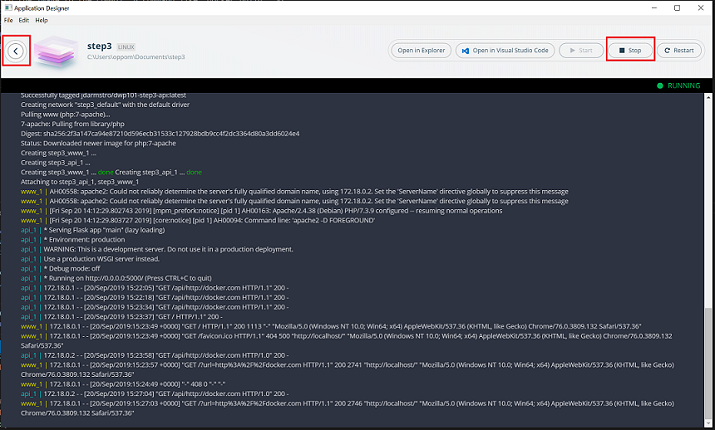 Application Designer
File Edit Help
step3 LINUX
C:\Users\oppom\Documents\step3
Open in Explorer
Open in Visual Studio Code
Start
Stop
Restart
RUNNING
Successfully tagged jdarmstro/dwp101-step3-api:latest
Creating network "step3_default" with the default driver
Pulling www (php:7-apache)...
7-apache: Pulling from library/php
Digest: sha256:2f3a147ca94e87210d596ecb31533c127928bdb9cc4f2dc3364d80a3dd6024e4
Status: Downloaded newer image for php:7-apache
Creating step3_www_1 ...
Creating step3_api_1 ...
Creating step3_www_1 ... done Creating step3_api_1 ... done
Attaching to step3_api_1, step3_www_1
www_1 | AH00558: apache2: Could not reliably determine the server's fully qualified domain name, using 172.18.0.2. Set the 'ServerName' directive globally to suppress this message
www_1 | AH00558: apache2: Could not reliably determine the server's fully qualified domain name, using 172.18.0.2. Set the 'ServerName' directive globally to suppress this message
www_1 | [Fri Sep 20 14:12:29.802743 2019] [mpm_prefork:notice] [pid 1] AH00163: Apache/2.4.38 (Debian) PHP/7.3.9 configured -- resuming normal operations
www_1 | [Fri Sep 20 14:12:29.803727 2019] [core:notice] [pid 1] AH00094: Command line: 'apache2 -D FOREGROUND'
api_1 | * Serving Flask app "main" (lazy loading)
api_1 | * Environment: production
api_1 | WARNING: This is a development server. Do not use it in a production deployment.
api_1 | Use a production WSGI server instead.
api_1 | * Debug mode: off
api_1 | * Running on http://0.0.0.0:5000/ (Press CTRL+C to quit)
api_1 | 172.18.0.1 - - [20/Sep/2019 15:22:05] "GET /api/http://docker.com HTTP/1.1" 200 -
api_1 | 172.18.0.1 - - [20/Sep/2019 15:22:18] "GET /api/http://docker.com HTTP/1.1" 200 -
api_1 | 172.18.0.1 - - [20/Sep/2019 15:23:34] "GET /api/http://docker.com HTTP/1.1" 200 -
api_1 | 172.18.0.1 - - [20/Sep/2019 15:23:37] "GET / HTTP/1.1" 200 -
www_1 | 172.18.0.1 - - [20/Sep/2019:15:23:49 +0000] "GET / HTTP/1.1" 200 1113 "-" "Mozilla/5.0 (Windows NT 10.0; Win64; x64) AppleWebKit/537.36 (KHTML, like Gecko) Chrome/76.0.3809.132 Safari/537.36"
www_1 | 172.18.0.1 - - [20/Sep/2019:15:23:49 +0000] "GET /favicon.ico HTTP/1.1" 404 500 "http://localhost/" "Mozilla/5.0 (Windows NT 10.0; Win64; x64) AppleWebKit/537.36 (KHTML, like Gecko) Chrome/76.0.3809.132
Safari/537.36"
api_1 | 172.18.0.2 - - [20/Sep/2019 15:23:58] "GET /api/http://docker.com HTTP/1.0" 200 -
www_1 | 172.18.0.1 - - [20/Sep/2019:15:23:57 +0000] "GET /?url=http%3A%2F%2Fdocker.com HTTP/1.1" 200 2741 "http://localhost/" "Mozilla/5.0 (Windows NT 10.0; Win64; x64) AppleWebKit/537.36 (KHTML, like Gecko)
Chrome/76.0.3809.132 Safari/537.36"
www_1 | 172.18.0.1 - - [20/Sep/2019:15:24:49 +0000] "-" 408 0 "-" "-"
api_1 | 172.18.0.2 - - [20/Sep/2019 15:27:04] "GET /api/http://docker.com HTTP/1.0" 200 -
www_1 | 172.18.0.1 - - [20/Sep/2019:15:27:03 +0000] "GET /?url=http%3A%2F%2Fdocker.com HTTP/1.1" 200 2746 "http://localhost/" "Mozilla/5.0 (Windows NT 10.0; Win64; x64) AppleWebKit/537.36 (KHTML, like Gecko)
Chrome/76.0.3809.132 Safari/537.36"